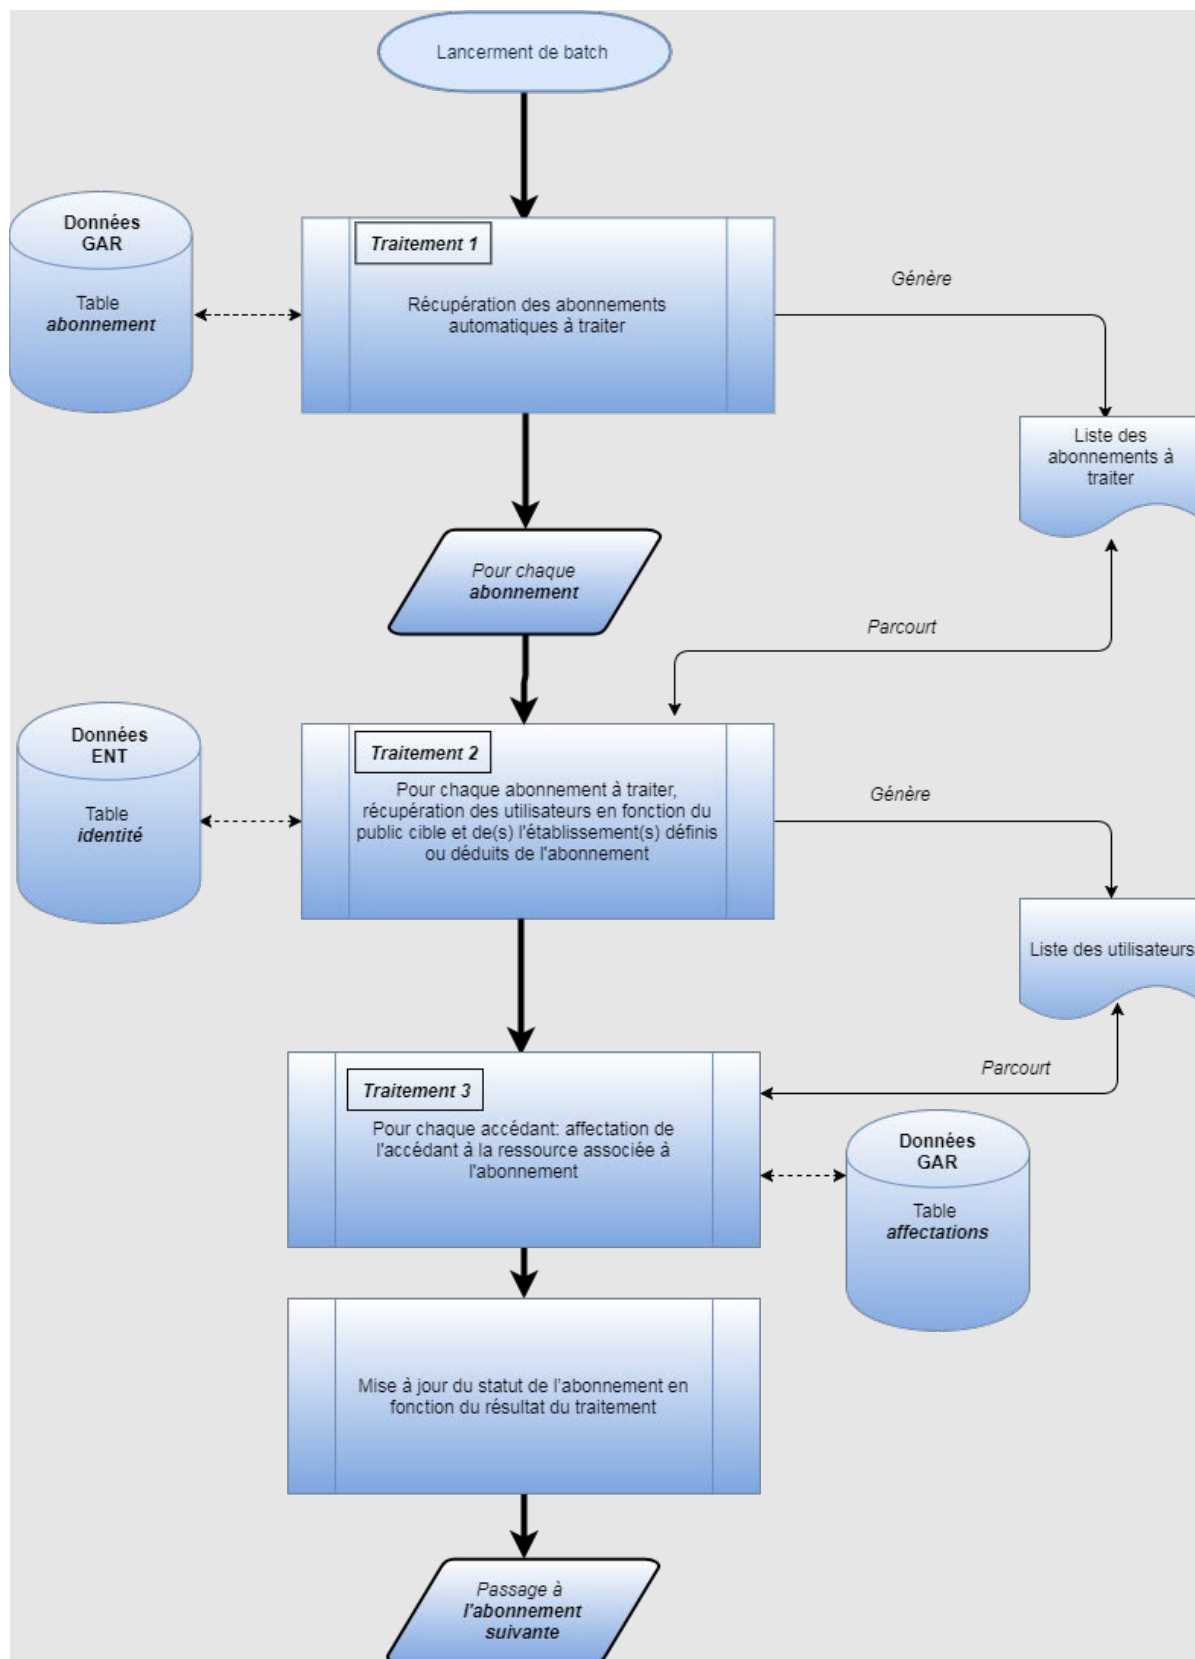 Lancerment de batch
Données
GAR
Table
abonnement
Traitement 1
Récupération des abonnements
automatiques à traiter
Génère
Liste des
abonnements à
traiter
Pour chaque
abonnement
Parcourt
Données
ENT
Table
identité
Traitement 2
Pour chaque abonnement à traiter,
récupération des utilisateurs en fonction du
public cible et de(s) l'établissement(s) définis
ou déduits de l'abonnement
Génère
Liste des utilisateurs
Parcourt
Traitement 3
Pour chaque accédant: affectation de
l'accédant à la ressource associée à
l'abonnement
Données
GAR
Table
affectations
Mise à jour du statut de l'abonnement en
fonction du résultat du traitement
Passage à
l'abonnement
suivante